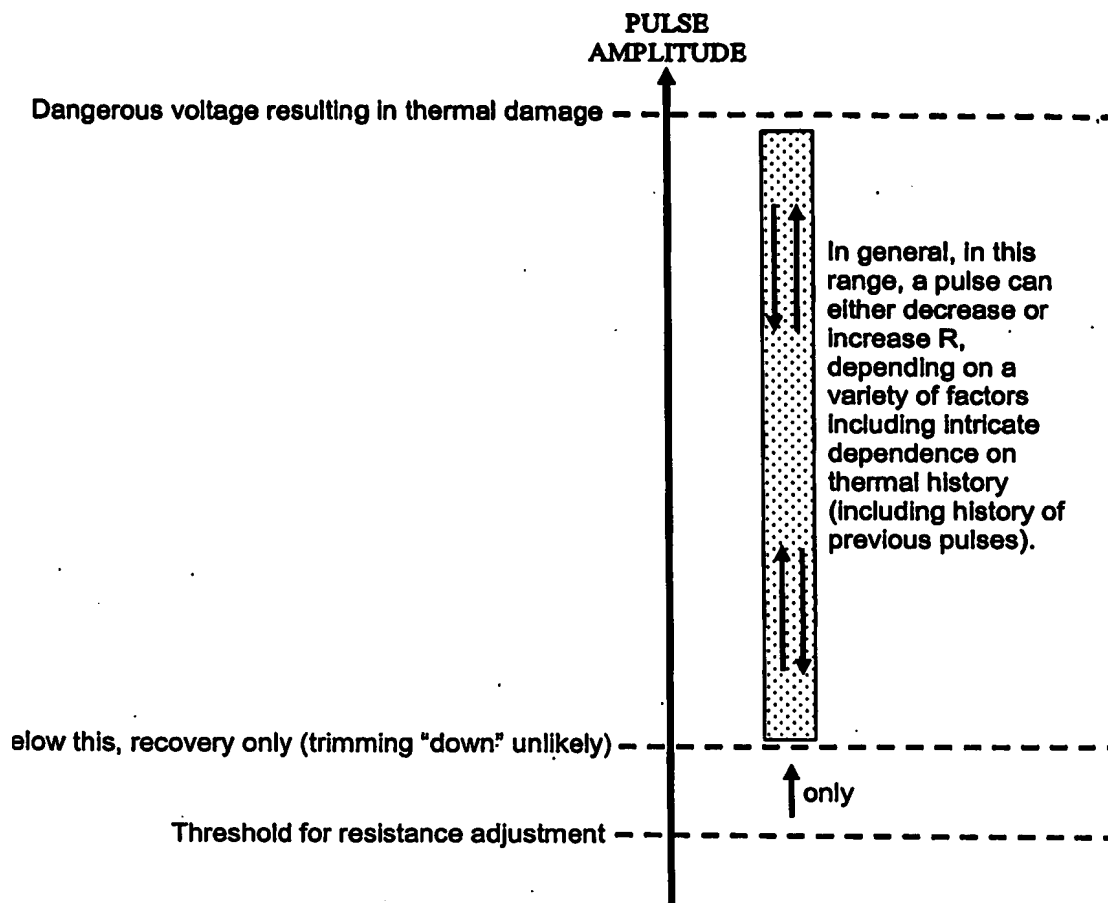 PULSE
AMPLITUDE
Dangerous voltage resulting in thermal damage
In general, in this
range, a pulse can
either decrease or
increase R,
depending on a
variety of factors
including intricate
dependence on
thermal history
(including history of
previous pulses).
elow this, recovery only (trimming "down" unlikely)
only
Threshold for resistance adjustment